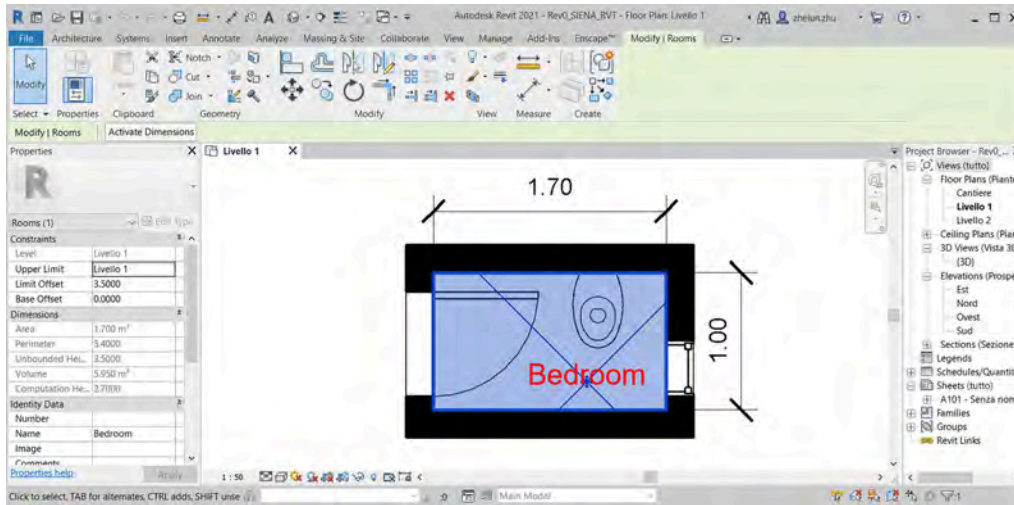 Autodesk Revit 2021 - Rev0_SIENA_RVT - Floor Plan: Livello 1
zhelunzhu
File Architecture Systems Insert Annotate Analyze Massing & Site Collaborate View Manage Add-Ins Enscape™ Modify | Rooms
Modify
Notch
Cut
Join
Select Properties Clipboard Geometry Modify View Measure Create
Modify | Rooms Activate Dimensions
Properties
R
Rooms (1) Edit Type
Constraints
Level Livello 1
Upper Limit Livello 1
Limit Offset 3.5000
Base Offset 0.0000
Dimensions
Area 1.700 m²
Perimeter 5.4000
Unbounded Hei... 3.5000
Volume 5.950 m³
Computation He... 2.7000
Identity Data
Number
Name Bedroom
Image
Comments
Properties help Apply
Livello 1
1.70
1.00
Bedroom
1 : 50
Project Browser - Rev0_...
Views (tutto)
Floor Plans (Piante
Cantiere
Livello 1
Livello 2
Ceiling Plans (Pian
3D Views (Vista 3D
{3D}
Elevations (Prospe
Est
Nord
Ovest
Sud
Sections (Sezione
Legends
Schedules/Quantit
Sheets (tutto)
A101 - Senza nom
Families
Groups
Revit Links
Click to select, TAB for alternates, CTRL adds, SHIFT unse
:0 Main Model
:1